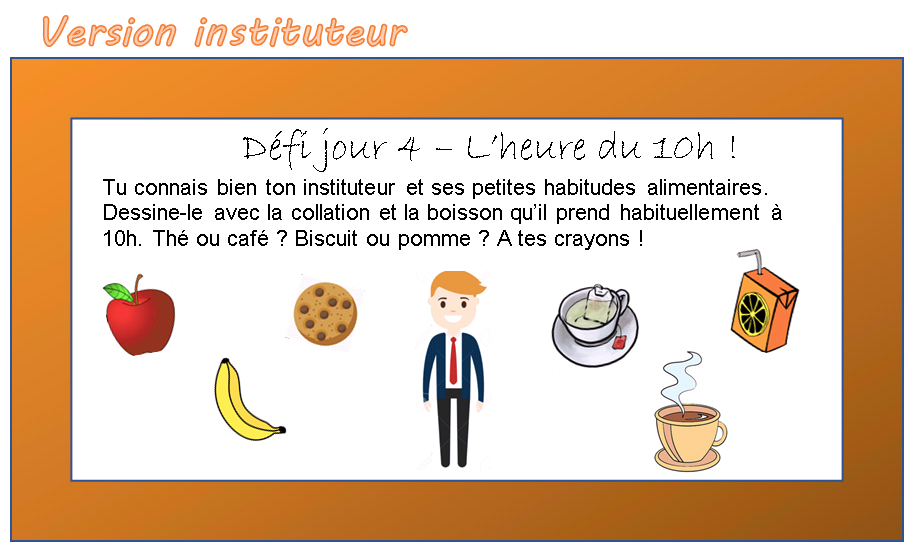 Version instituteur
Défi jour 4 – L'heure du 10h !
Tu connais bien ton instituteur et ses petites habitudes alimentaires.
Dessine-le avec la collation et la boisson qu'il prend habituellement à
10h. Thé ou café ? Biscuit ou pomme ? A tes crayons !